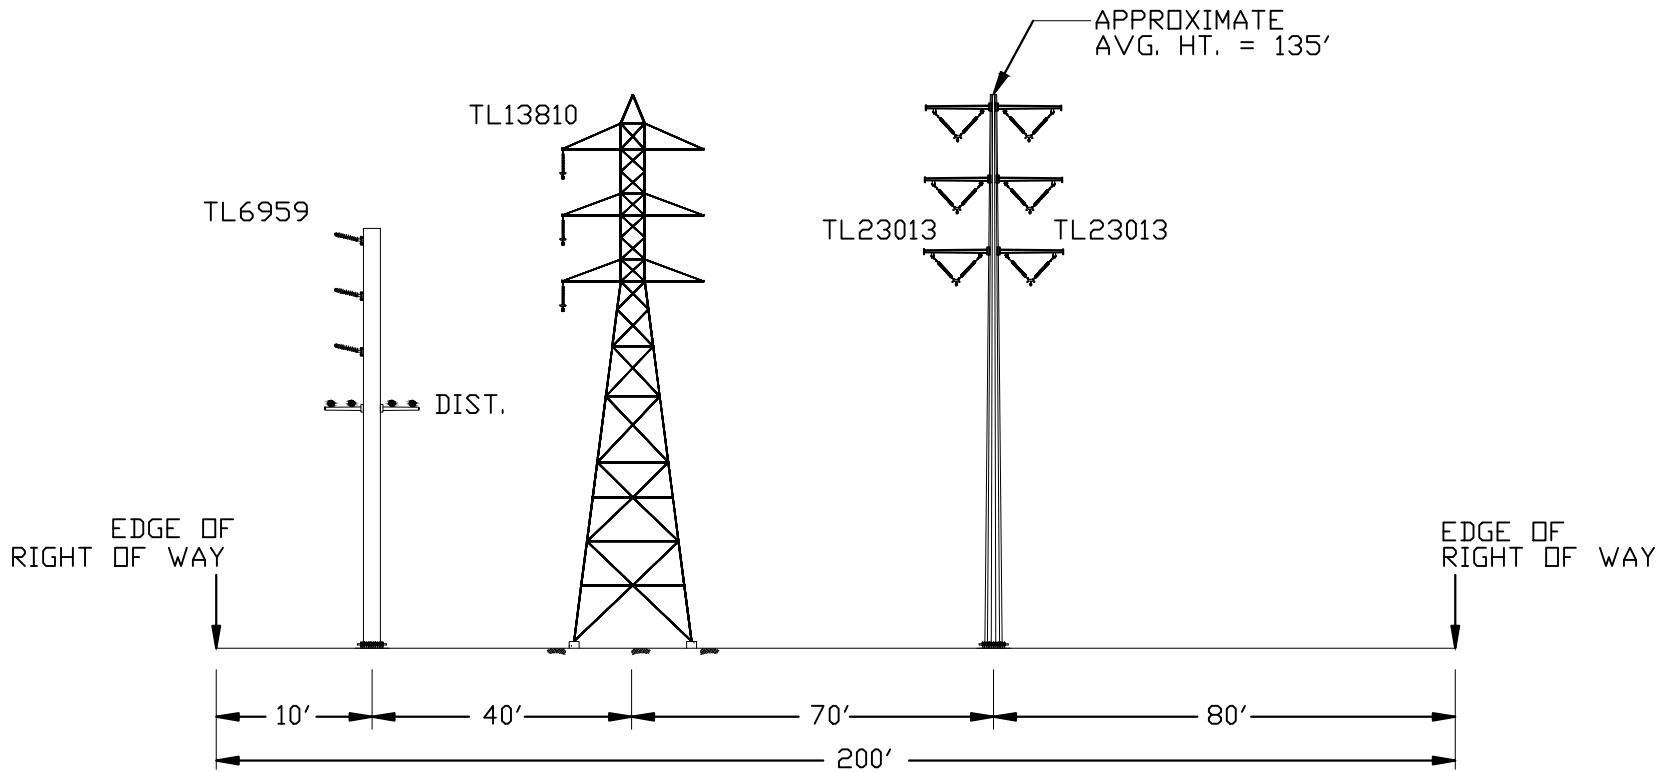 APPROXIMATE
AVG. HT. = 135'
TL13810
TL6959
TL23013
TL23013
DIST.
EDGE OF
RIGHT OF WAY
EDGE OF
RIGHT OF WAY
10'
40'
70'
80'
200'